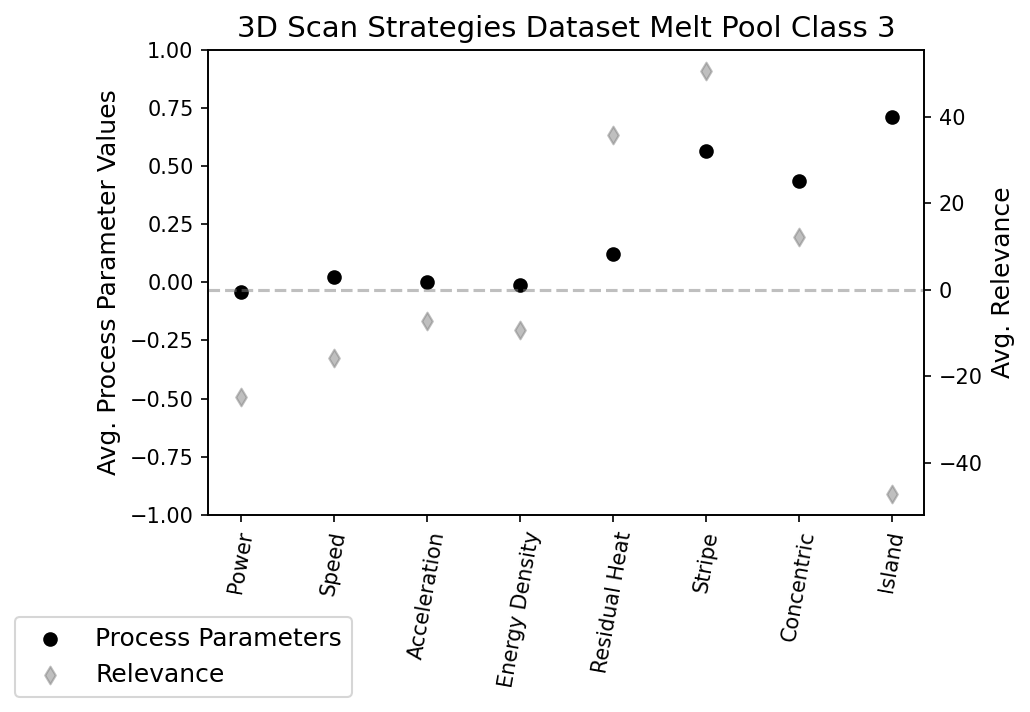 3D Scan Strategies Dataset Melt Pool Class 3
Avg. Process Parameter Values
1.00
0.75
0.50
0.25
0.00
−0.25
−0.50
−0.75
−1.00
40
20
0
−20
−40
Avg. Relevance
Power
Speed
Acceleration
Energy Density
Residual Heat
Stripe
Concentric
Island
Process Parameters
Relevance